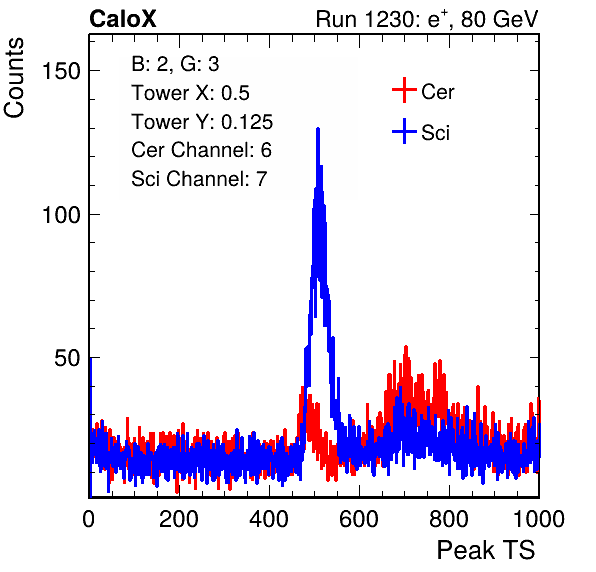 CaloX Run 1230: e⁺, 80 GeV
Counts
B: 2, G: 3
Tower X: 0.5
Tower Y: 0.125
Cer Channel: 6
Sci Channel: 7
Cer
Sci
150
100
50
0 200 400 600 800 1000
Peak TS